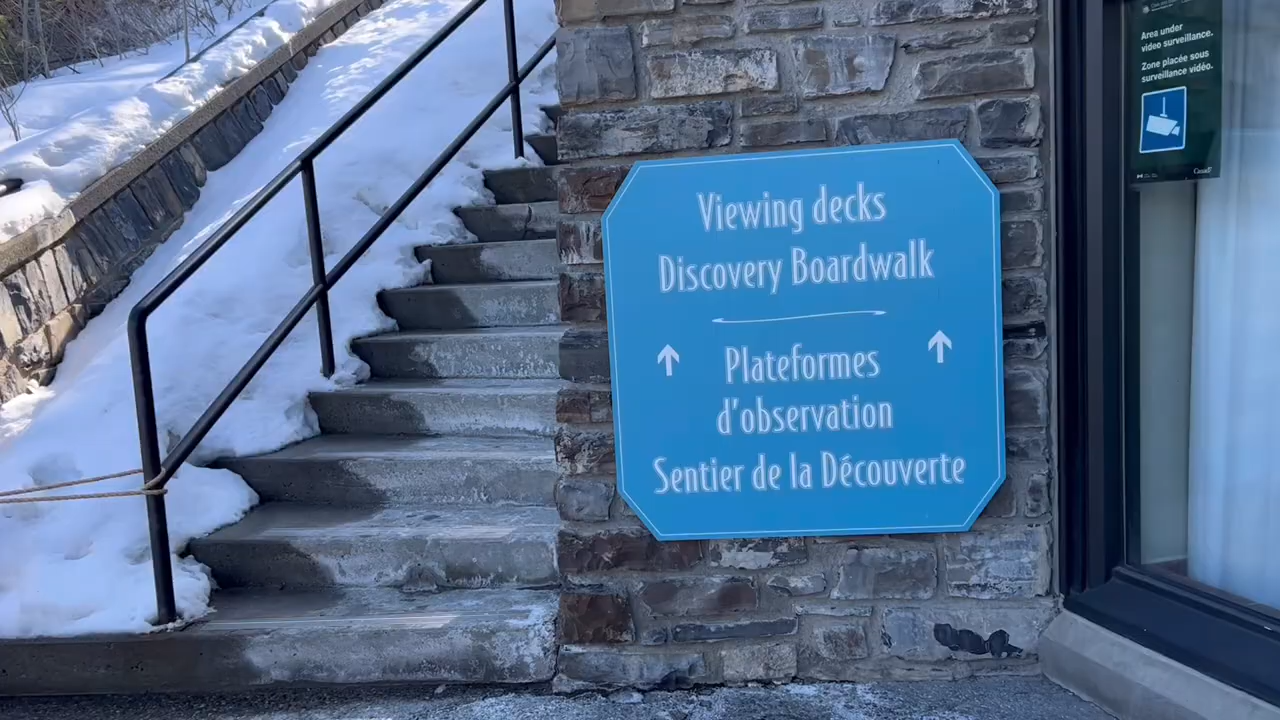 Viewing decks
Discovery Boardwalk
Plateformes
d'observation
Sentier de la Découverte
Area under
video surveillance.
Zone placée sous
surveillance vidéo.
Canada